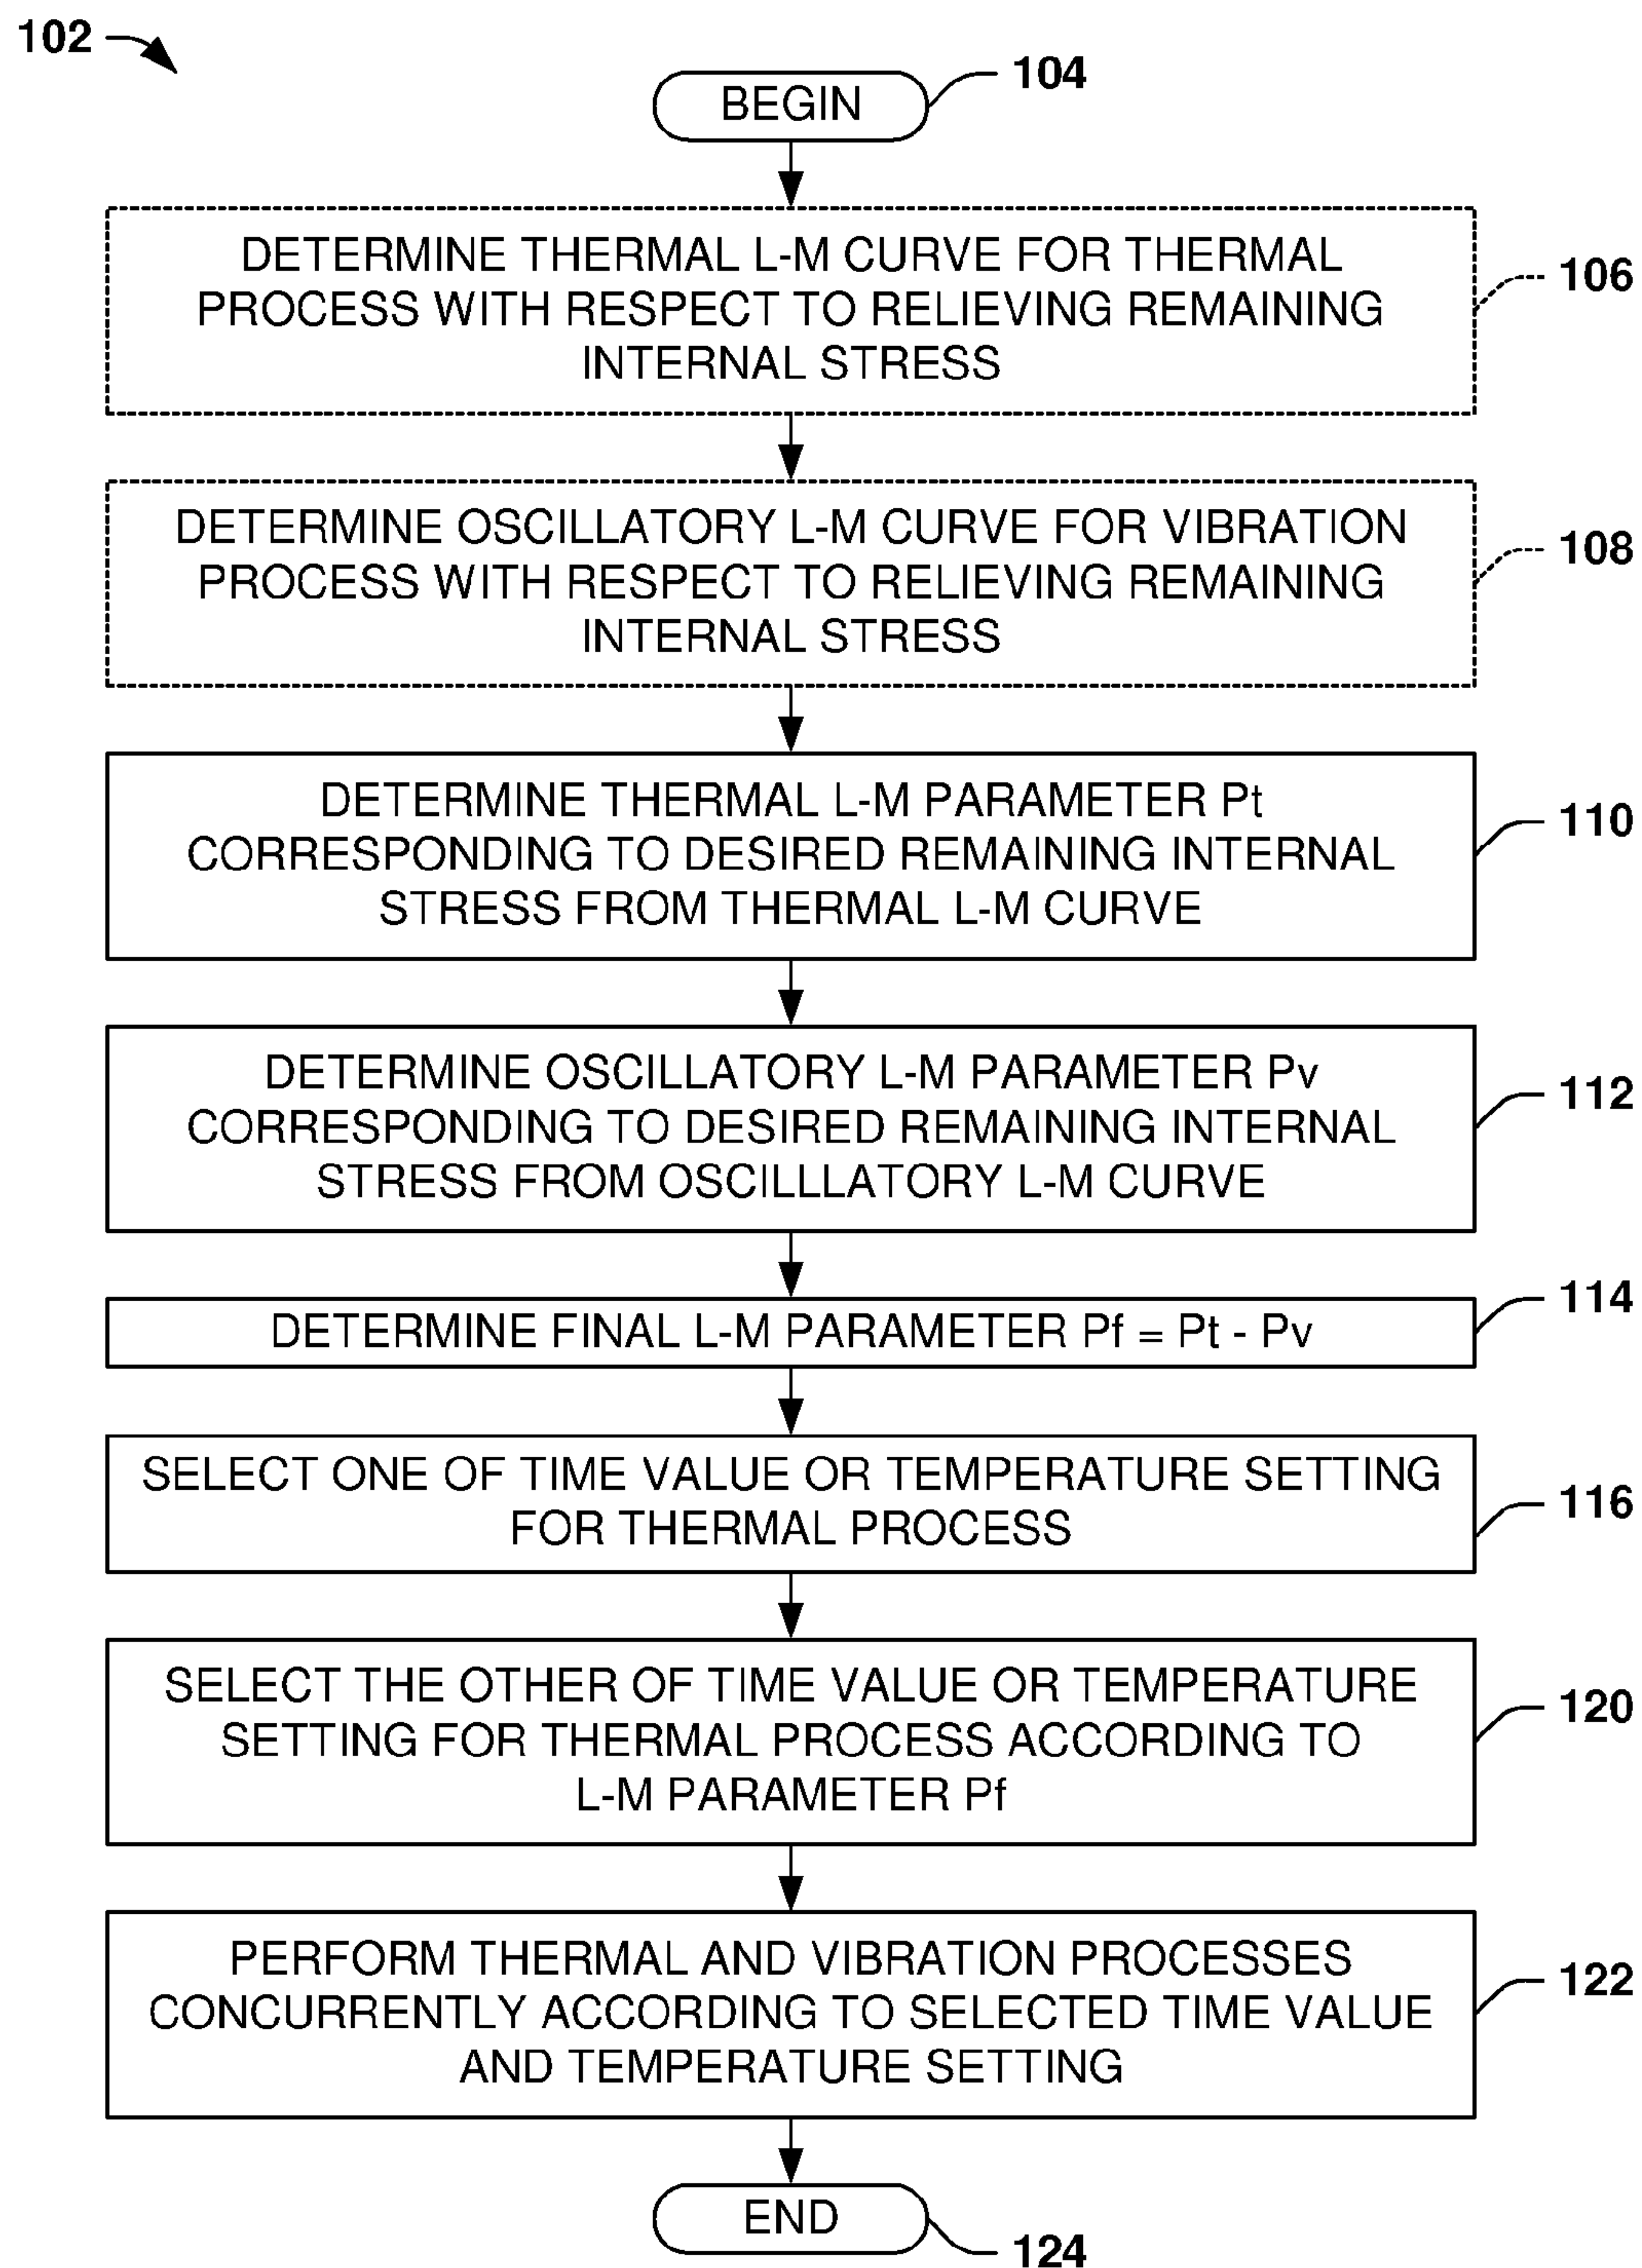 102
BEGIN
104
DETERMINE THERMAL L-M CURVE FOR THERMAL
PROCESS WITH RESPECT TO RELIEVING REMAINING
INTERNAL STRESS
106
DETERMINE OSCILLATORY L-M CURVE FOR VIBRATION
PROCESS WITH RESPECT TO RELIEVING REMAINING
INTERNAL STRESS
108
DETERMINE THERMAL L-M PARAMETER Pt
CORRESPONDING TO DESIRED REMAINING INTERNAL
STRESS FROM THERMAL L-M CURVE
110
DETERMINE OSCILLATORY L-M PARAMETER Pv
CORRESPONDING TO DESIRED REMAINING INTERNAL
STRESS FROM OSCILLLATORY L-M CURVE
112
DETERMINE FINAL L-M PARAMETER Pf = Pt - Pv
114
SELECT ONE OF TIME VALUE OR TEMPERATURE SETTING
FOR THERMAL PROCESS
116
SELECT THE OTHER OF TIME VALUE OR TEMPERATURE
SETTING FOR THERMAL PROCESS ACCORDING TO
L-M PARAMETER Pf
120
PERFORM THERMAL AND VIBRATION PROCESSES
CONCURRENTLY ACCORDING TO SELECTED TIME VALUE
AND TEMPERATURE SETTING
122
END
124